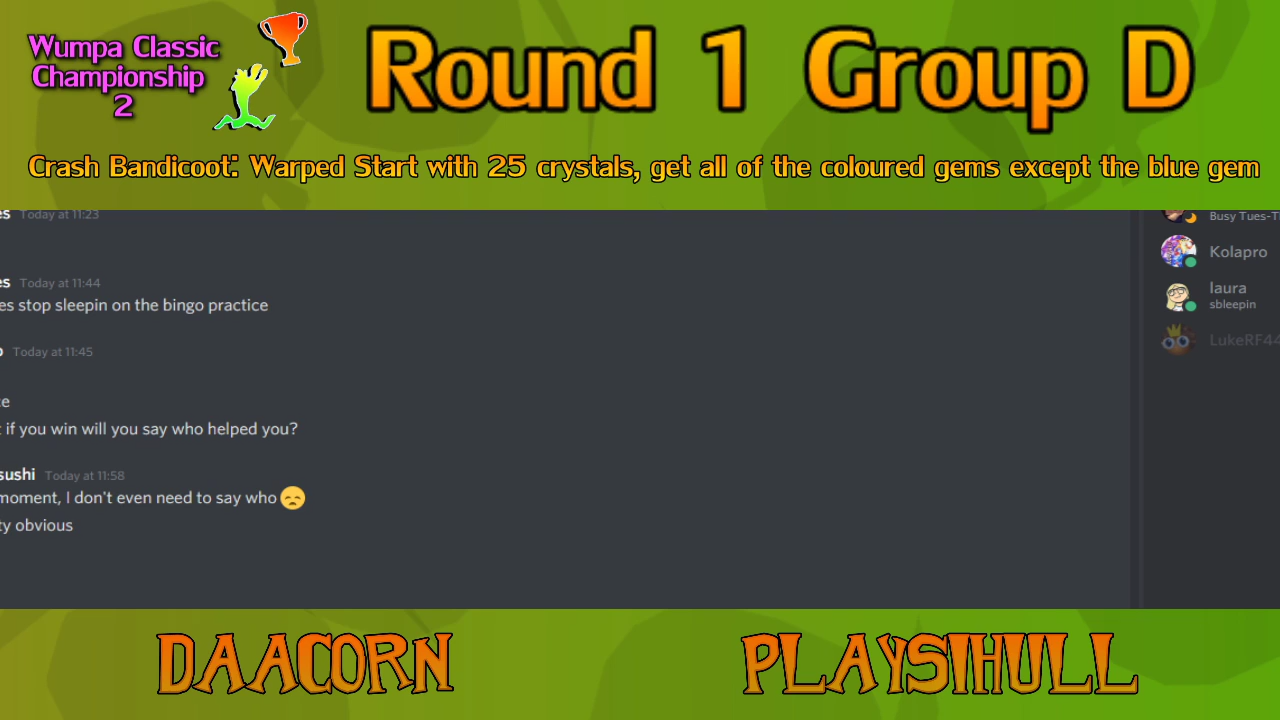 Wumpa Classic
Championship
2
Round 1 Group D
Crash Bandicoot: Warped Start with 25 crystals, get all of the coloured gems except the blue gem
Today at 11:23
Today at 11:44
stop sleepin on the bingo practice
Today at 11:45
if you win will you say who helped you?
sushi Today at 11:58
moment, I don't even need to say who
obvious
Busy Tues-T
Kolapro
laura
sbleepin
LukeRF44
DAACORN
PLAYSIHULL